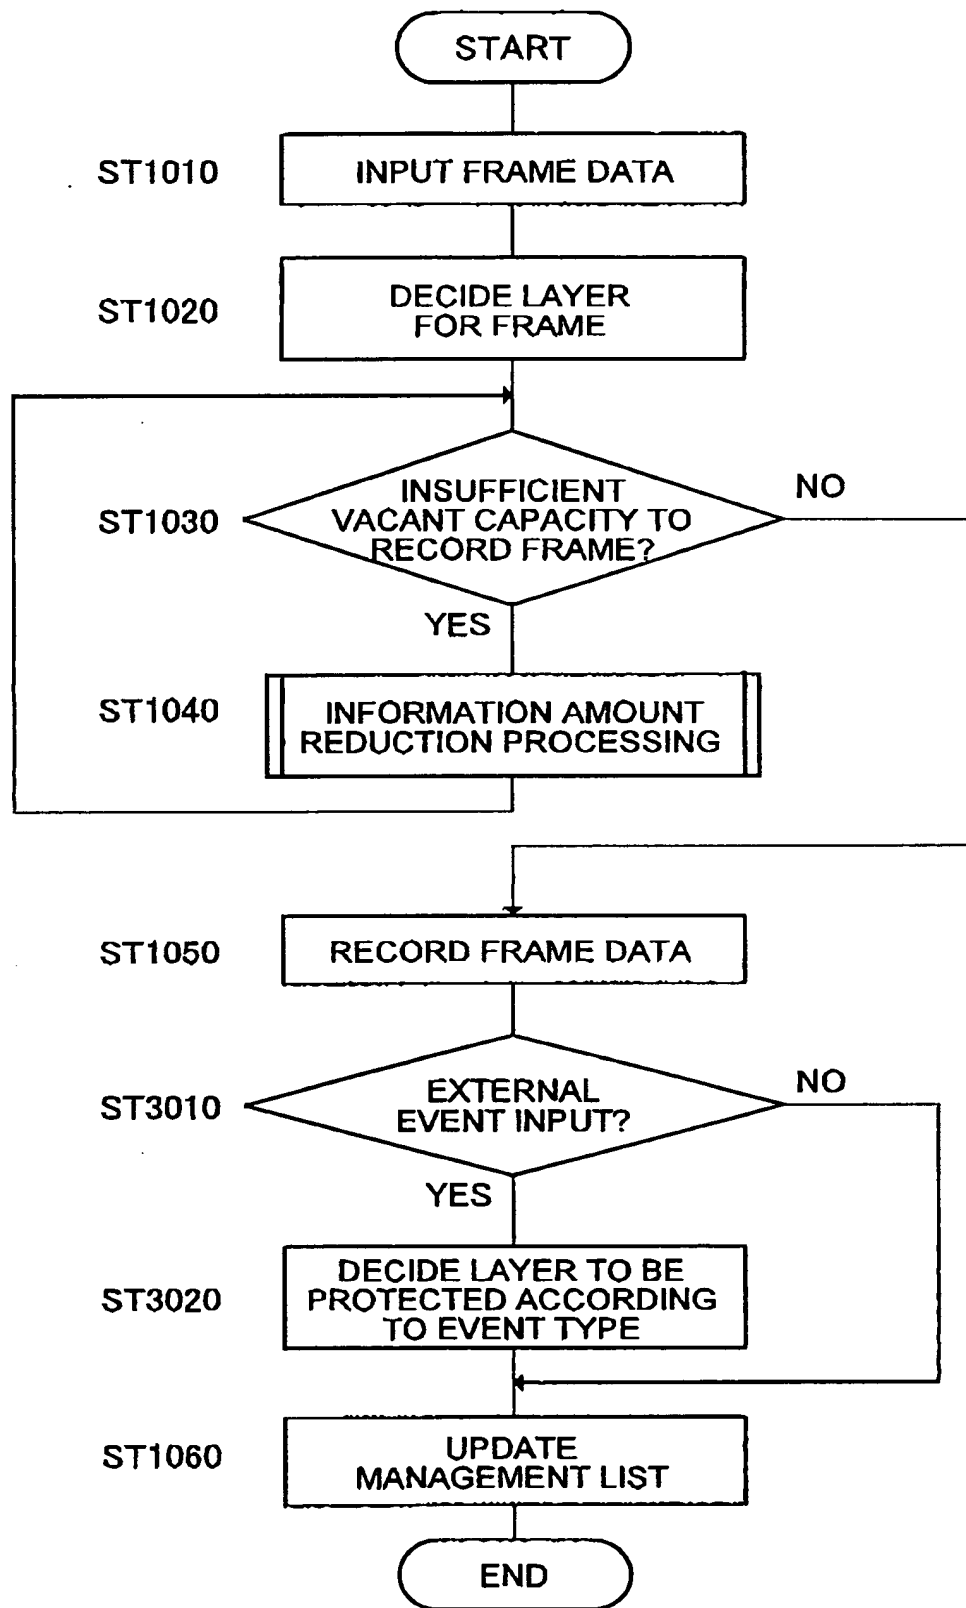 START
ST1010
INPUT FRAME DATA
ST1020
DECIDE LAYER
FOR FRAME
ST1030
INSUFFICIENT
VACANT CAPACITY TO
RECORD FRAME?
NO
YES
ST1040
INFORMATION AMOUNT
REDUCTION PROCESSING
ST1050
RECORD FRAME DATA
ST3010
EXTERNAL
EVENT INPUT?
NO
YES
ST3020
DECIDE LAYER TO BE
PROTECTED ACCORDING
TO EVENT TYPE
ST1060
UPDATE
MANAGEMENT LIST
END